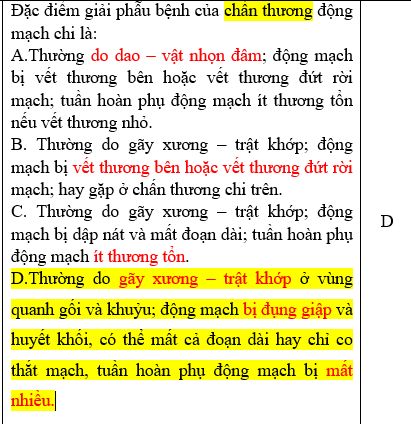 Đặc điểm giải phẫu bệnh của chấn thương động
mạch chi là:
A.Thường do dao – vật nhọn đâm; động mạch
bị vết thương bên hoặc vết thương đứt rời
mạch; tuần hoàn phụ động mạch ít thương tổn
nếu vết thương nhỏ.
B. Thường do gãy xương – trật khớp; động
mạch bị vết thương bên hoặc vết thương đứt rời
mạch; hay gặp ở chấn thương chi trên.
C. Thường do gãy xương – trật khớp; động
mạch bị dập nát và mất đoạn dài; tuần hoàn phụ
động mạch ít thương tổn.
D.Thường do gãy xương – trật khớp ở vùng
quanh gối và khuỷu; động mạch bị đụng giập và
huyết khối, có thể mất cả đoạn dài hay chỉ co
thắt mạch, tuần hoàn phụ động mạch bị mất
nhiều.
D